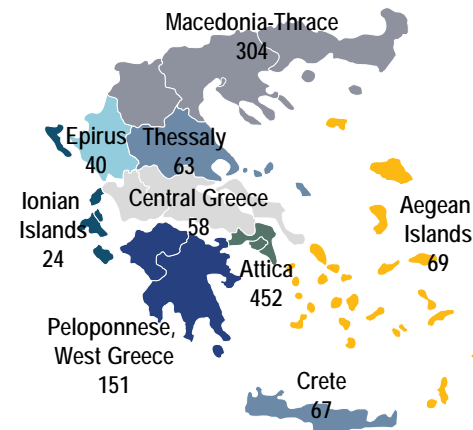 Macedonia-Thrace
304
Epirus
40
Thessaly
63
Ionian
Islands
24
Central Greece
58
Aegean
Islands
69
Attica
452
Peloponnese,
West Greece
151
Crete
67